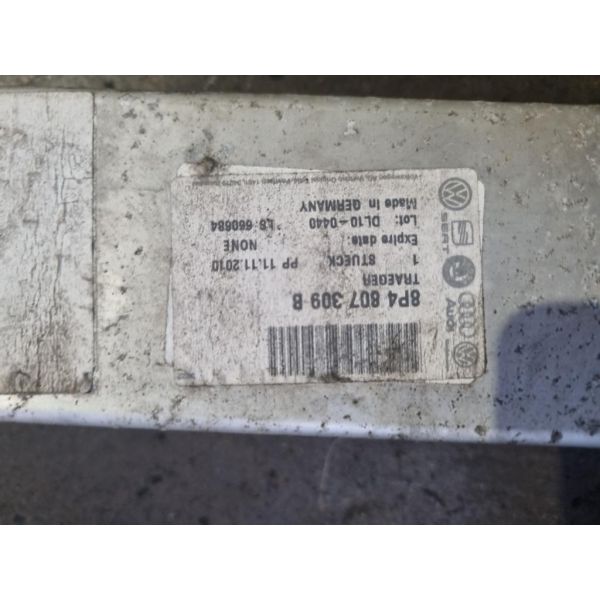 8P4 807 309 B
TRAEGER
1 STUECK PP 11.11.2010
Expire date: NONE
Lot: DL10-0440 *LS 660684
Made in GERMANY
SEAT
Audi